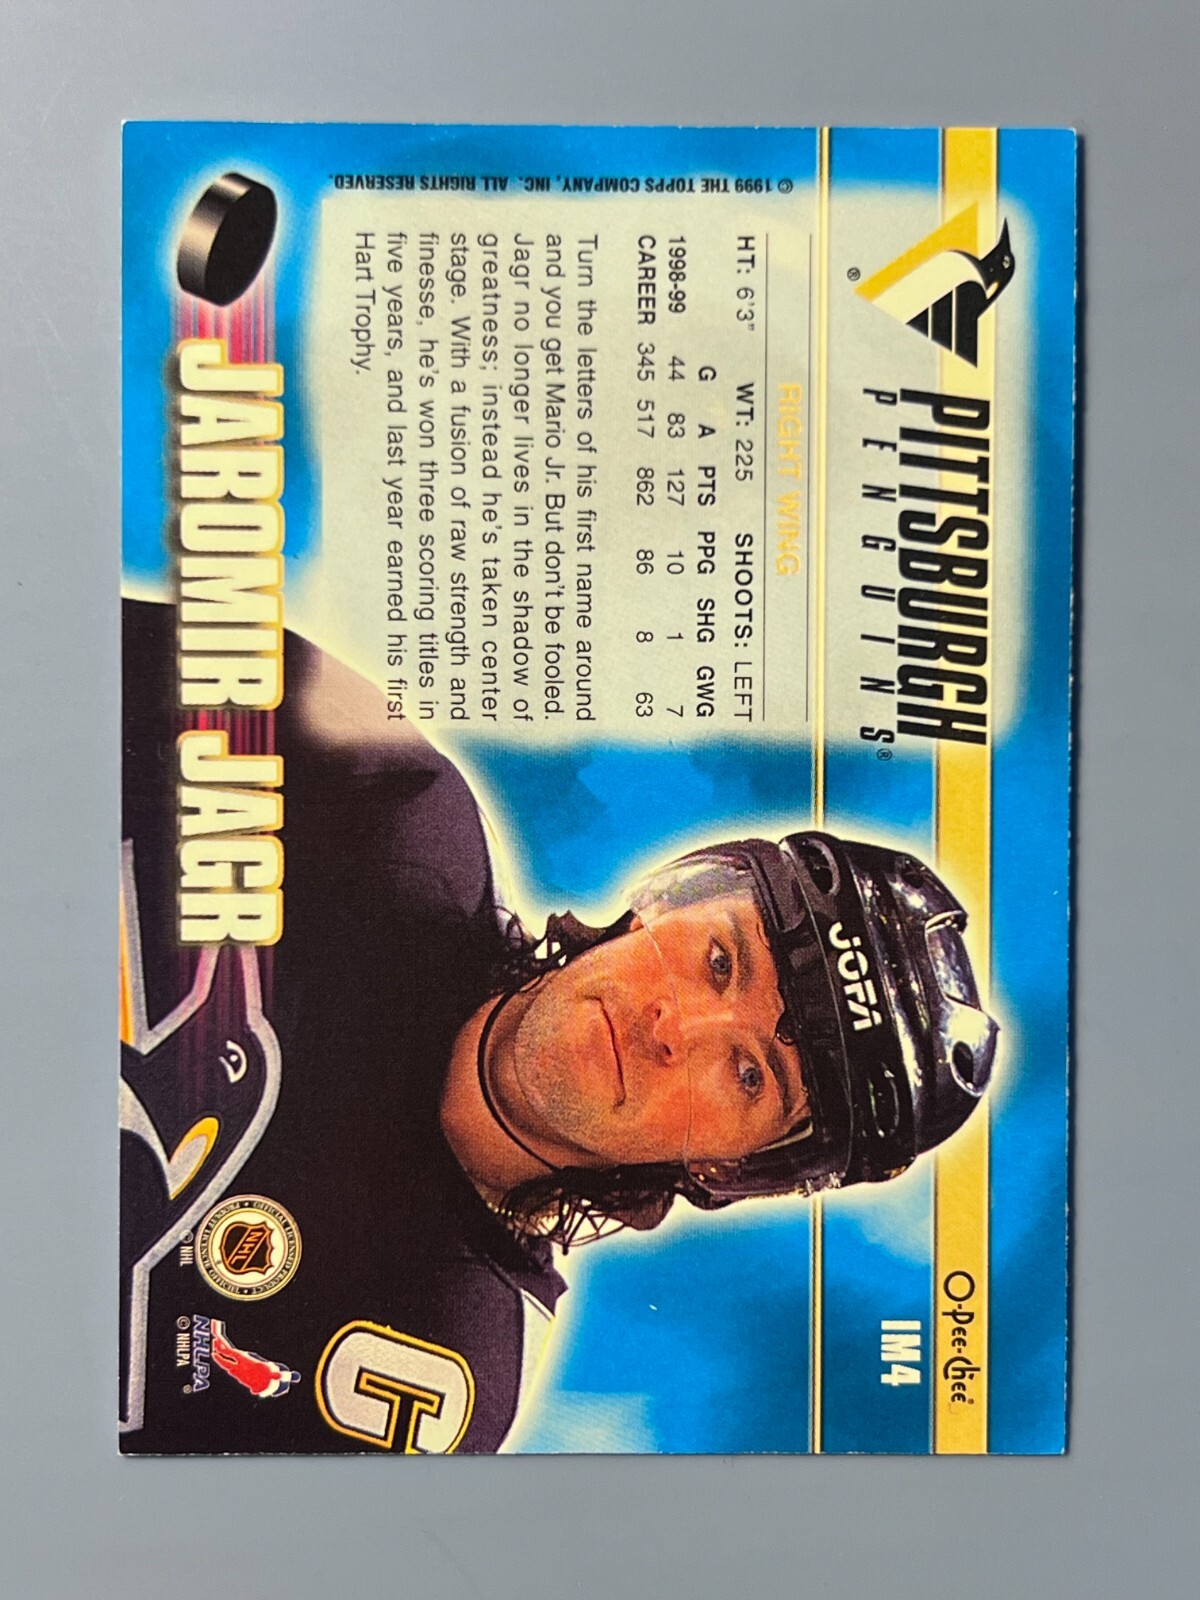 PITTSBURGH
PENGUINS®
®
O-Pee-Chee®
IM4
RIGHT WING
HT: 6'3" WT: 225 SHOOTS: LEFT
G A PTS PPG SHG GWG
1998-99 44 83 127 10 1 7
CAREER 345 517 862 86 8 63
Turn the letters of his first name around
and you get Mario Jr. But don't be fooled.
Jagr no longer lives in the shadow of
greatness; instead he's taken center
stage. With a fusion of raw strength and
finesse, he's won three scoring titles in
five years, and last year earned his first
Hart Trophy.
© 1999 THE TOPPS COMPANY, INC. ALL RIGHTS RESERVED.
JOFA
C
JAROMIR JAGR
OFFICIAL LICENSED PRODUCT
NHL
© NHL
NHLPA
®
© NHLPA